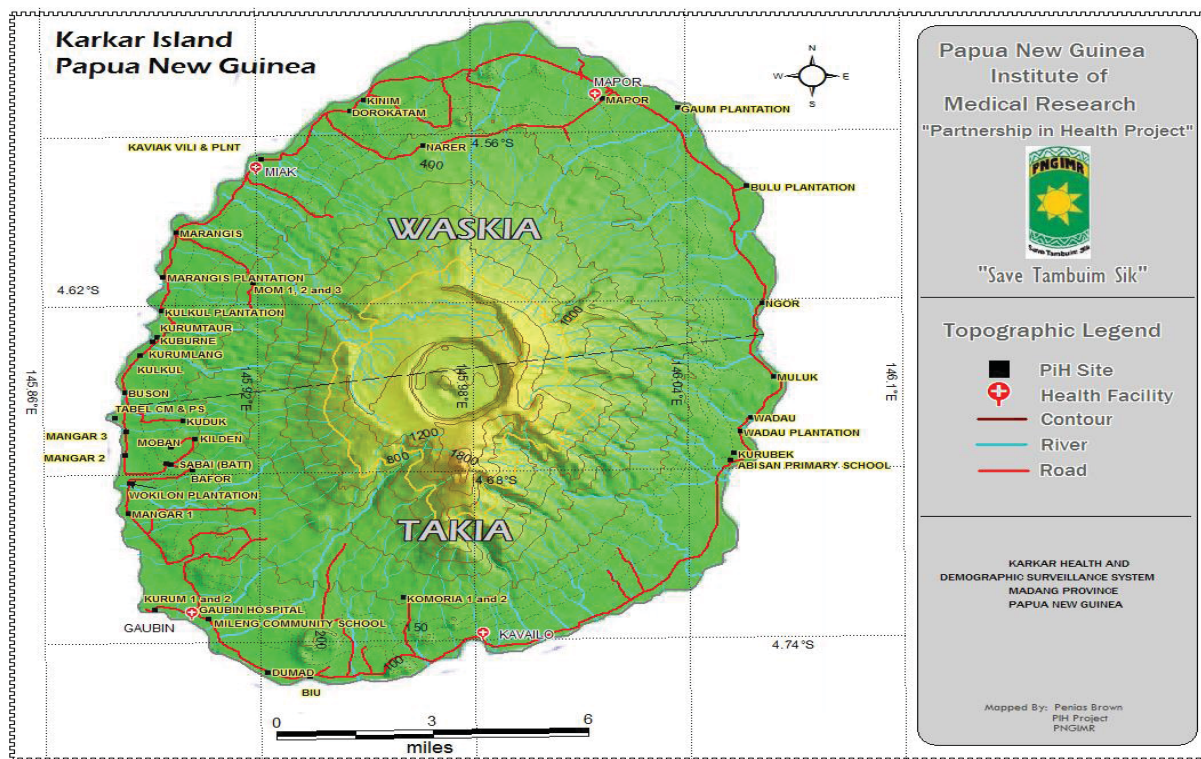 Karkar Island
Papua New Guinea
N
W
E
S
MAPOR
MAPOR
KINIM
DOROKATAM
GAUM PLANTATION
KAVIAK VILI & PLNT
NARER
4.56°S
400
MIAK
BULU PLANTATION
WASKIA
MARANGIS
MARANGIS PLANTATION
MOM 1, 2 and 3
4.62°S
NGOR
KULKUL PLANTATION
1000
KURUMTAUR
KUBURNE
KURUMLANG
KULKUL
145.86°E
145.92°E
145.98°E
146.04°E
146.1°E
MULUK
BUSON
TABEL CM & PS
KUDUK
WADAU
WADAU PLANTATION
MANGAR 3
MOBAN
KILDEN
1200
MANGAR 2
800
1800
KURUBEK
SABAI (BATT)
ABISAN PRIMARY SCHOOL
BAFOR
4.68°S
WOKILON PLANTATION
MANGAR 1
TAKIA
KURUM 1 and 2
KOMORIA 1 and 2
GAUBIN HOSPITAL
GAUBIN
MILENG COMMUNITY SCHOOL
200
150
KAVAILO
4.74°S
100
DUMAD
BIU
0
3
6
miles
Papua New Guinea
Institute of
Medical Research
"Partnership in Health Project"
PNGIMR
Save Tambuim Sik
"Save Tambuim Sik"
Topographic Legend
PiH Site
Health Facility
Contour
River
Road
KARKAR HEALTH AND
DEMOGRAPHIC SURVEILLANCE SYSTEM
MADANG PROVINCE
PAPUA NEW GUINEA
Mapped By: Penias Brown
PIH Project
PNGIMR